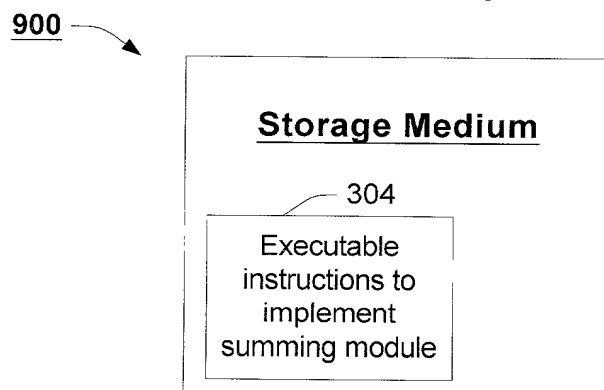 900
Storage Medium
304
Executable
instructions to
implement
summing module